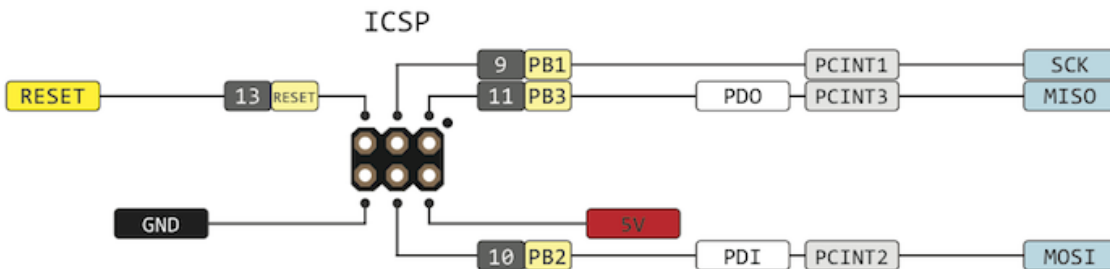 ICSP
9 PB1 PCINT1 SCK
RESET 13 RESET 11 PB3 PDO PCINT3 MISO
GND 5V
10 PB2 PDI PCINT2 MOSI